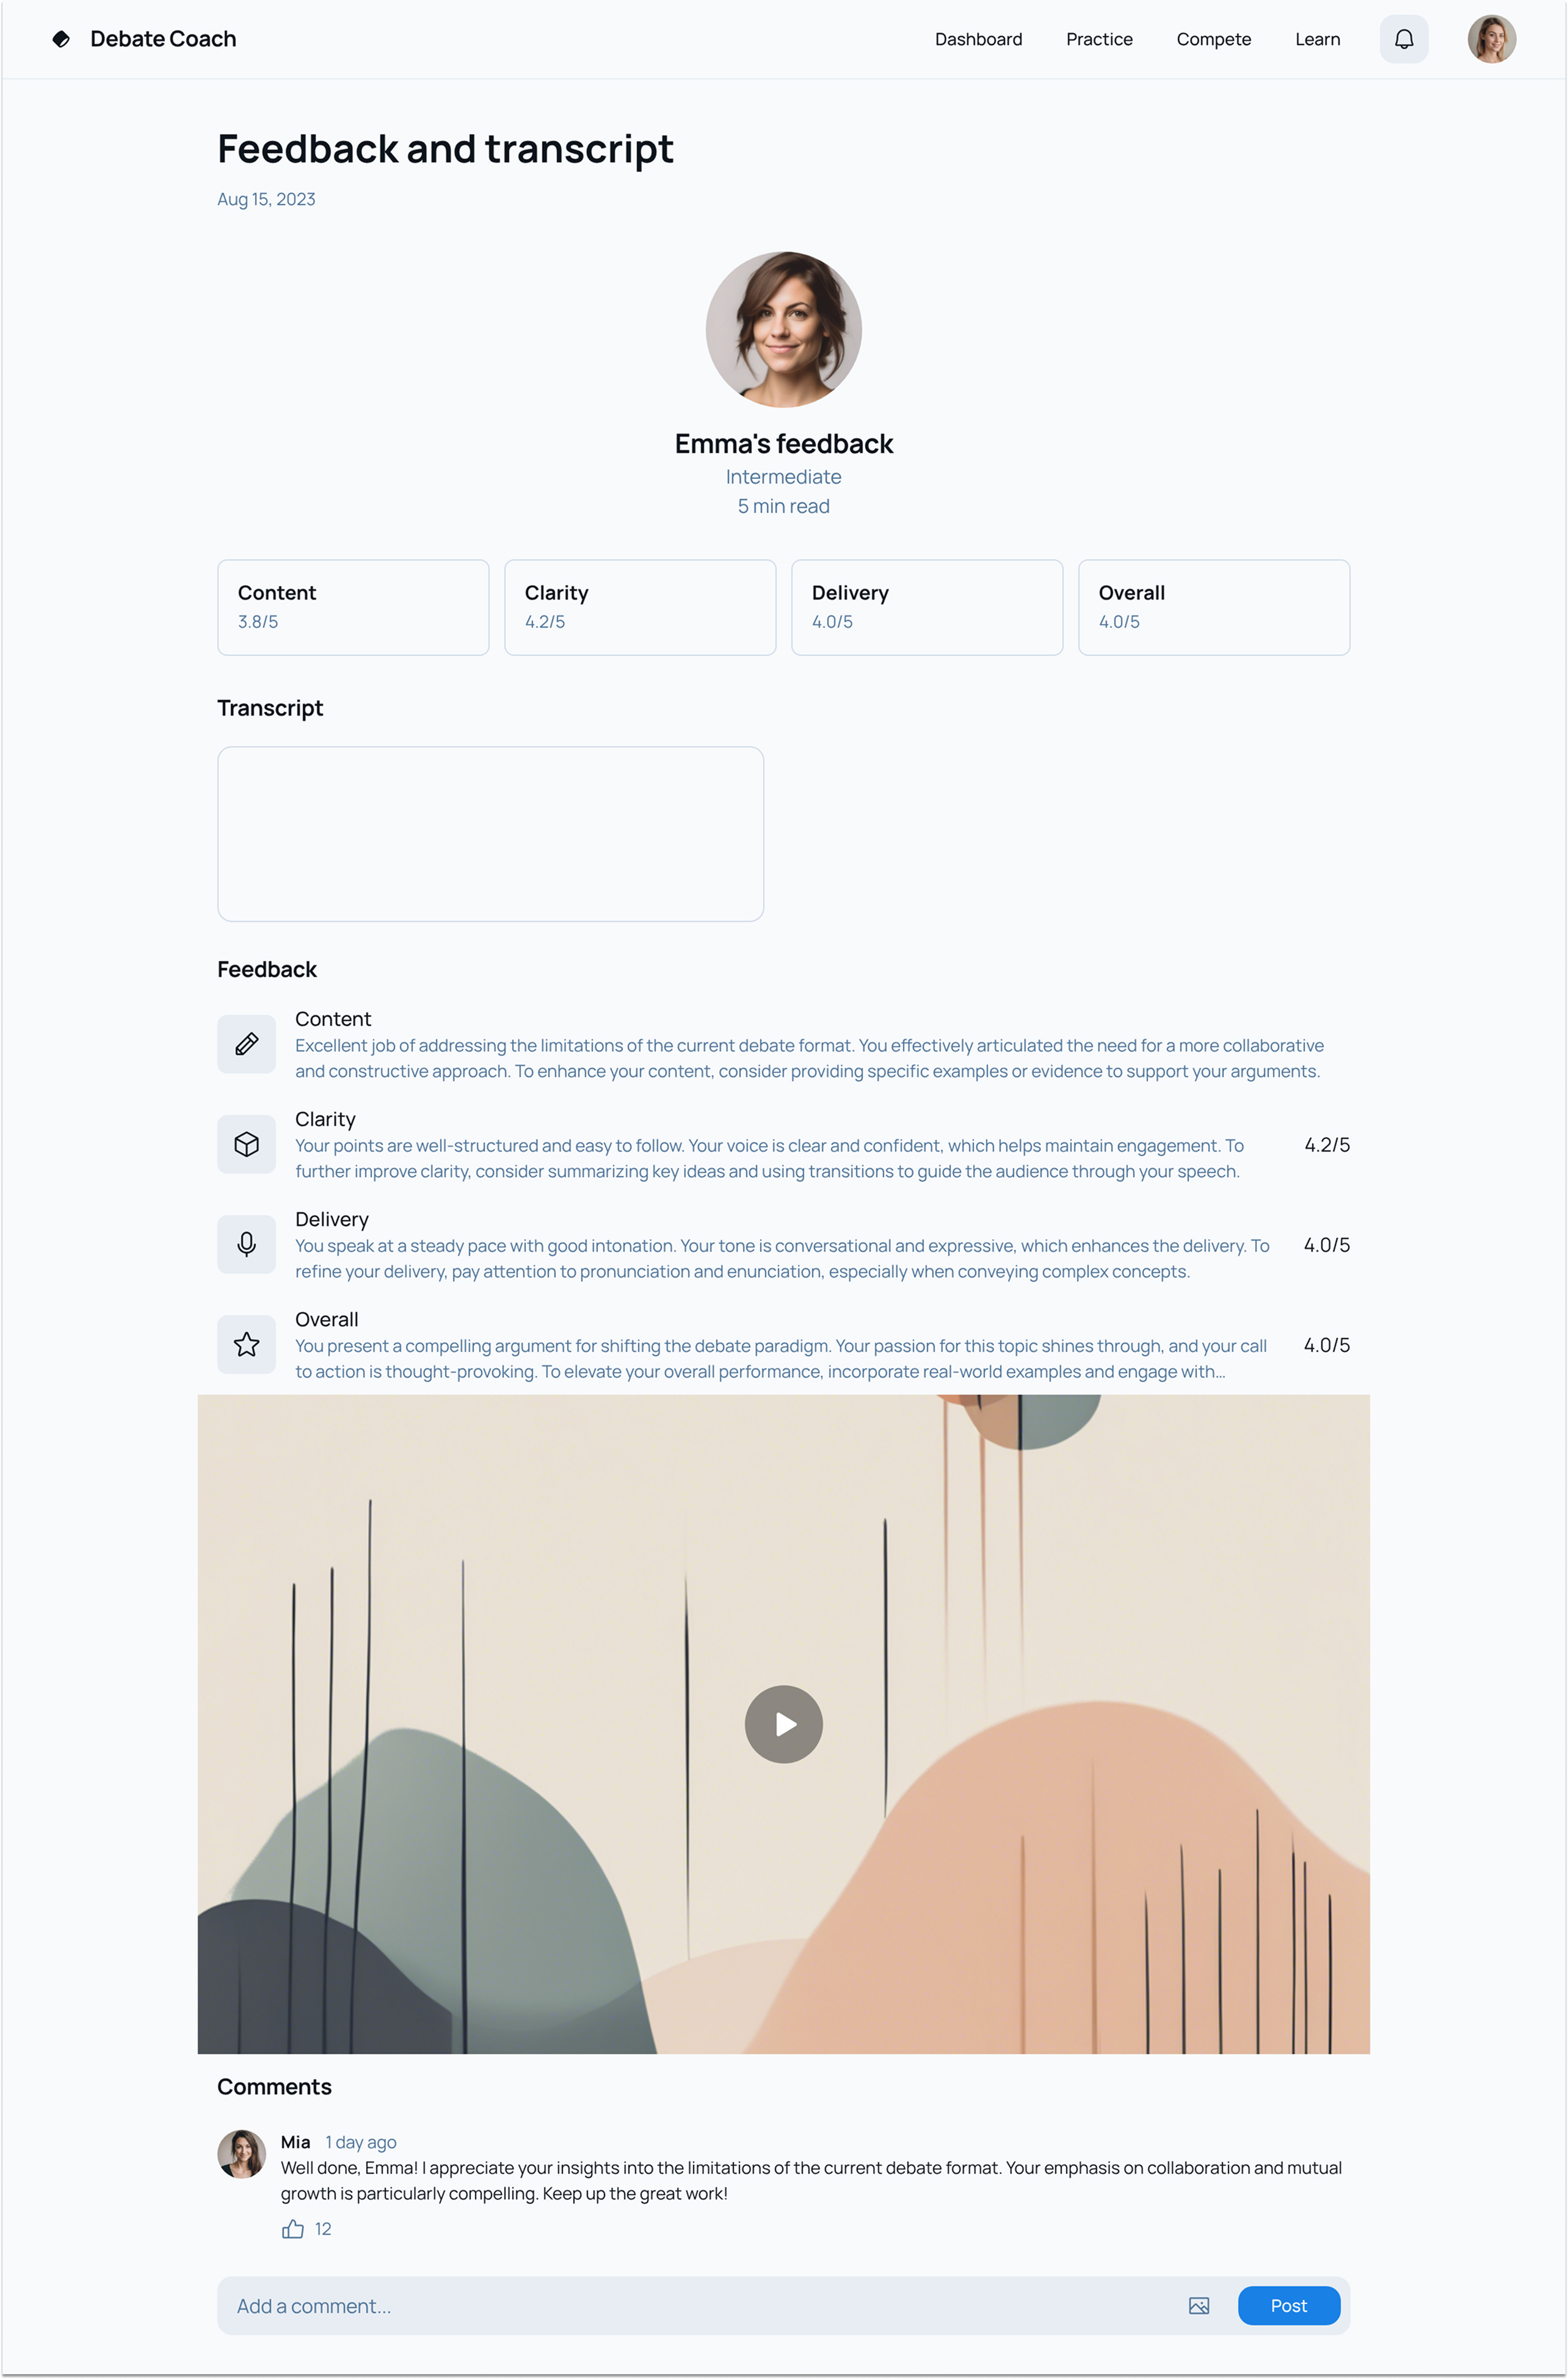 Debate Coach
Dashboard
Practice
Compete
Learn
Feedback and transcript
Aug 15, 2023
Emma's feedback
Intermediate
5 min read
Content
3.8/5
Clarity
4.2/5
Delivery
4.0/5
Overall
4.0/5
Transcript
Feedback
Content
Excellent job of addressing the limitations of the current debate format. You effectively articulated the need for a more collaborative
and constructive approach. To enhance your content, consider providing specific examples or evidence to support your arguments.
Clarity
Your points are well-structured and easy to follow. Your voice is clear and confident, which helps maintain engagement. To
further improve clarity, consider summarizing key ideas and using transitions to guide the audience through your speech.
4.2/5
Delivery
You speak at a steady pace with good intonation. Your tone is conversational and expressive, which enhances the delivery. To
refine your delivery, pay attention to pronunciation and enunciation, especially when conveying complex concepts.
4.0/5
Overall
You present a compelling argument for shifting the debate paradigm. Your passion for this topic shines through, and your call
to action is thought-provoking. To elevate your overall performance, incorporate real-world examples and engage with...
4.0/5
Comments
Mia 1 day ago
Well done, Emma! I appreciate your insights into the limitations of the current debate format. Your emphasis on collaboration and mutual
growth is particularly compelling. Keep up the great work!
12
Add a comment...
Post